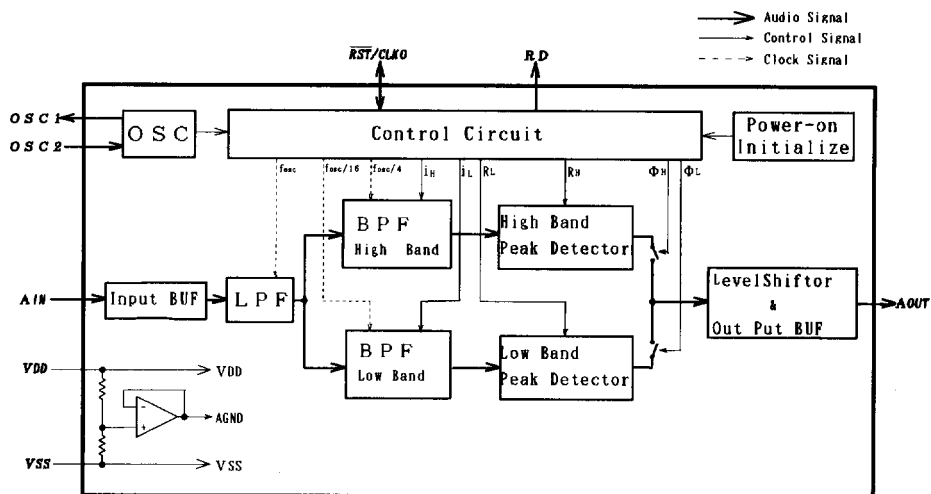 Audio Signal
Control Signal
Clock Signal
RST/CLKO
RD
OSC1
OSC2
OSC
Control Circuit
Power-on
Initialize
fosc
fosc/16
fosc/4
iH
iL
RL
RH
ΦH
ΦL
BPF
High Band
High Band
Peak Detector
AIN
Input BUF
LPF
LevelShiftor
&
Out Put BUF
AOUT
BPF
Low Band
Low Band
Peak Detector
VDD
VDD
-
+
AGND
VSS
VSS